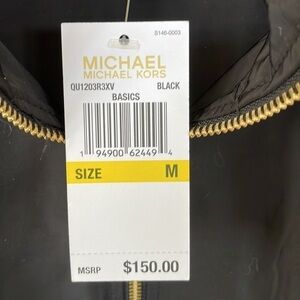 S146-0003
MICHAEL
MICHAEL KORS
QU1203R3XV BLACK
BASICS
1 94900 62449 4
SIZE M
MSRP $150.00